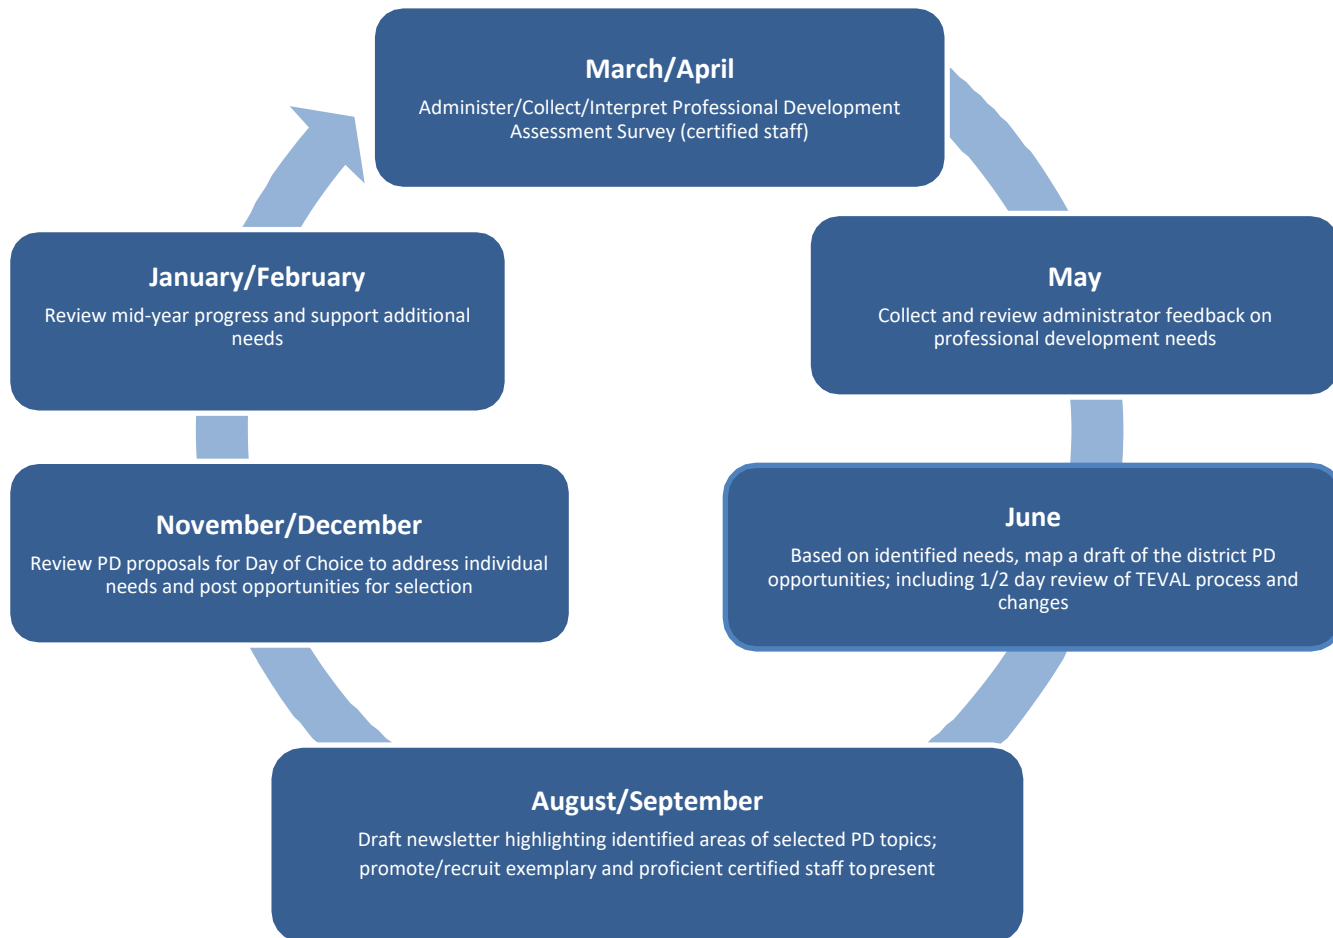 March/April
Administer/Collect/Interpret Professional Development
Assessment Survey (certified staff)
May
Collect and review administrator feedback on
professional development needs
June
Based on identified needs, map a draft of the district PD
opportunities; including 1/2 day review of TEVAL process and
changes
August/September
Draft newsletter highlighting identified areas of selected PD topics;
promote/recruit exemplary and proficient certified staff to present
November/December
Review PD proposals for Day of Choice to address individual
needs and post opportunities for selection
January/February
Review mid-year progress and support additional
needs